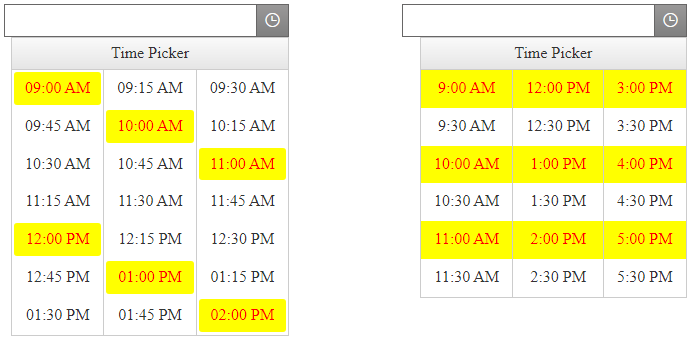 Time Picker
09:00 AM 09:15 AM 09:30 AM
09:45 AM 10:00 AM 10:15 AM
10:30 AM 10:45 AM 11:00 AM
11:15 AM 11:30 AM 11:45 AM
12:00 PM 12:15 PM 12:30 PM
12:45 PM 01:00 PM 01:15 PM
01:30 PM 01:45 PM 02:00 PM
Time Picker
9:00 AM 12:00 PM 3:00 PM
9:30 AM 12:30 PM 3:30 PM
10:00 AM 1:00 PM 4:00 PM
10:30 AM 1:30 PM 4:30 PM
11:00 AM 2:00 PM 5:00 PM
11:30 AM 2:30 PM 5:30 PM